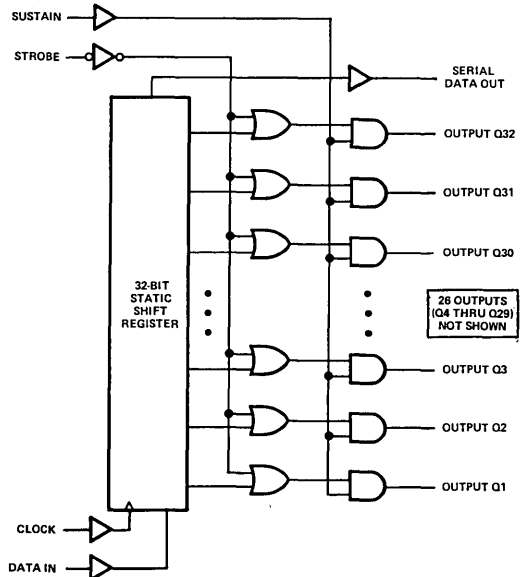 SUSTAIN
STROBE
SERIAL
DATA OUT
OUTPUT Q32
OUTPUT Q31
OUTPUT Q30
32-BIT
STATIC
SHIFT
REGISTER
26 OUTPUTS
(Q4 THRU Q29)
NOT SHOWN
OUTPUT Q3
OUTPUT Q2
OUTPUT Q1
CLOCK
DATA IN